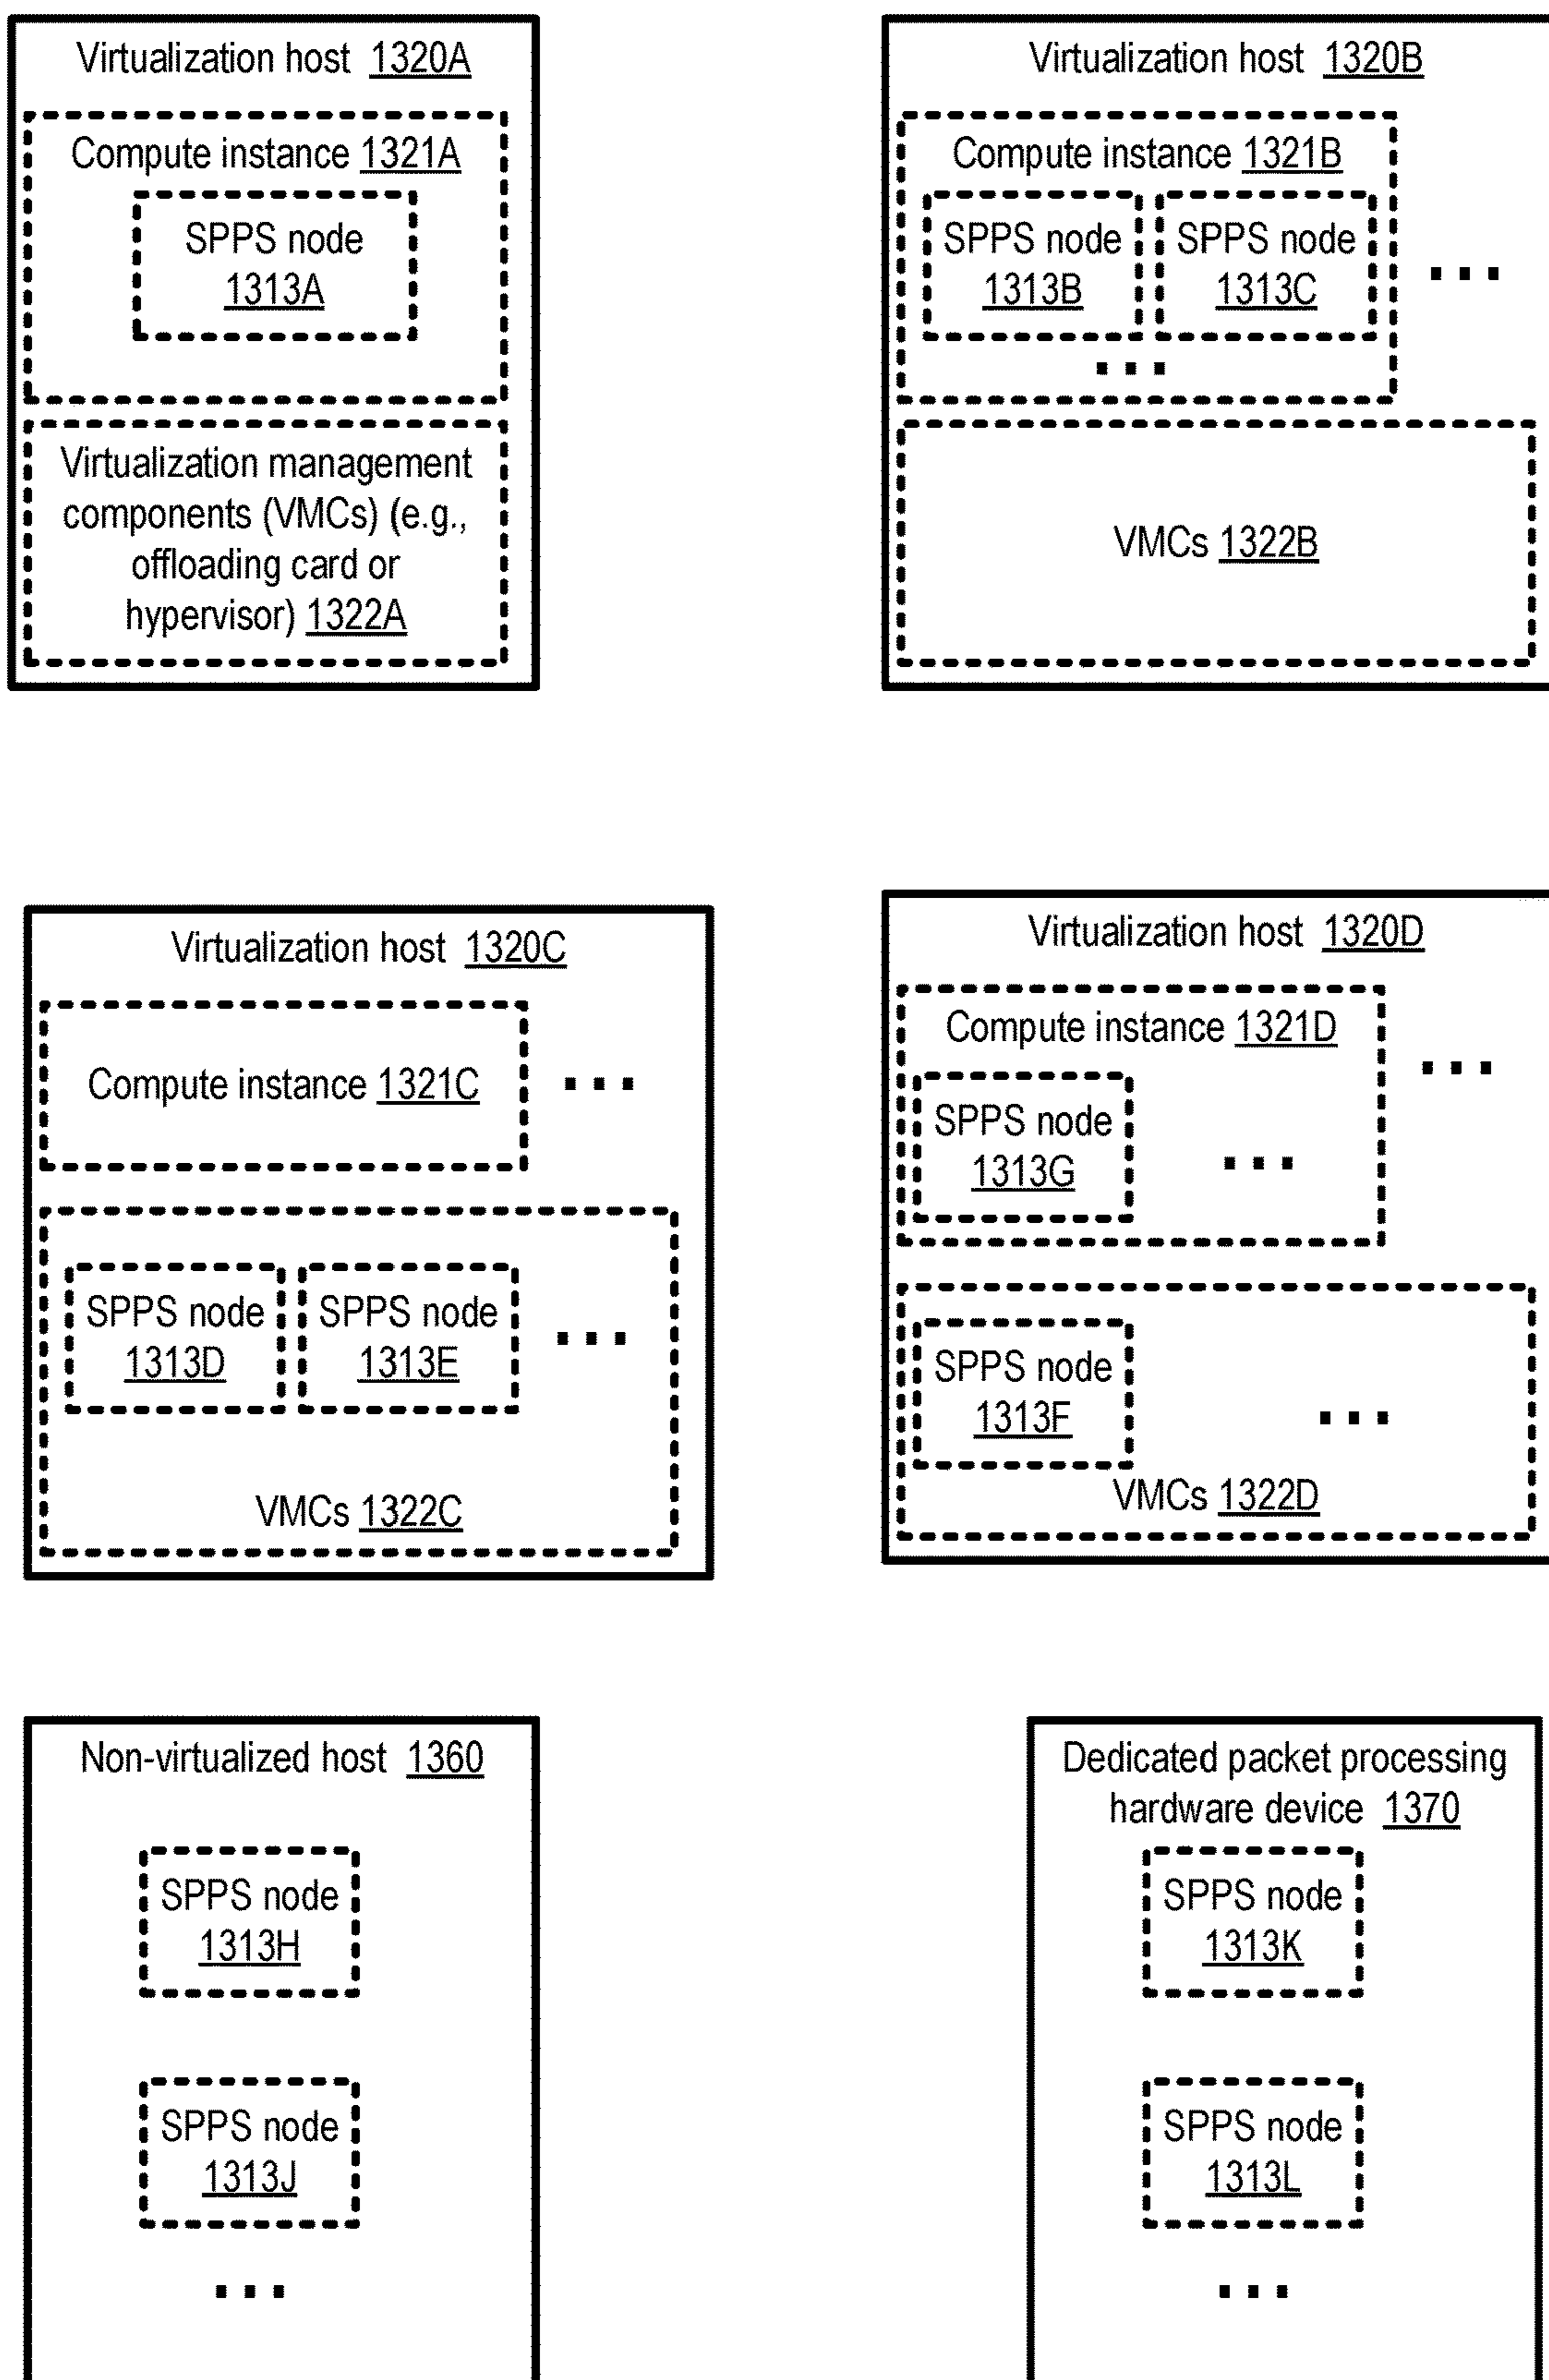 Virtualization host 1320A
Compute instance 1321A
SPPS node
1313A
Virtualization management
components (VMCs) (e.g.,
offloading card or
hypervisor) 1322A
Virtualization host 1320B
Compute instance 1321B
SPPS node
1313B
SPPS node
1313C
...
...
VMCs 1322B
Virtualization host 1320C
Compute instance 1321C
...
SPPS node
1313D
SPPS node
1313E
...
VMCs 1322C
Virtualization host 1320D
Compute instance 1321D
...
SPPS node
1313G
...
SPPS node
1313F
...
VMCs 1322D
Non-virtualized host 1360
SPPS node
1313H
SPPS node
1313J
...
Dedicated packet processing
hardware device 1370
SPPS node
1313K
SPPS node
1313L
...